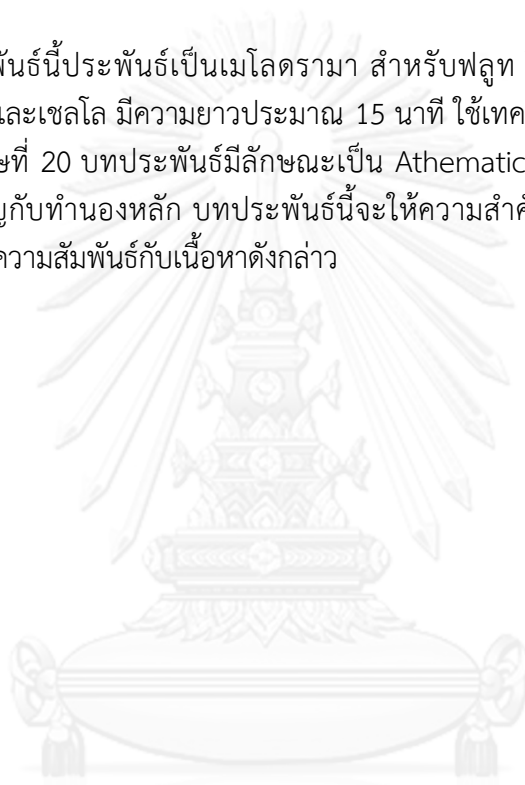 พันธ์นี้ประพันธ์เป็นเมโลดรามา สำหรับฟลูท
และเชลโล มีความยาวประมาณ 15 นาที ใช้เทค
ษที่ 20 บทประพันธ์มีลักษณะเป็น Athematic
ญกับทำนองหลัก บทประพันธ์นี้จะให้ความสำคั
ความสัมพันธ์กับเนื้อหาดังกล่าว